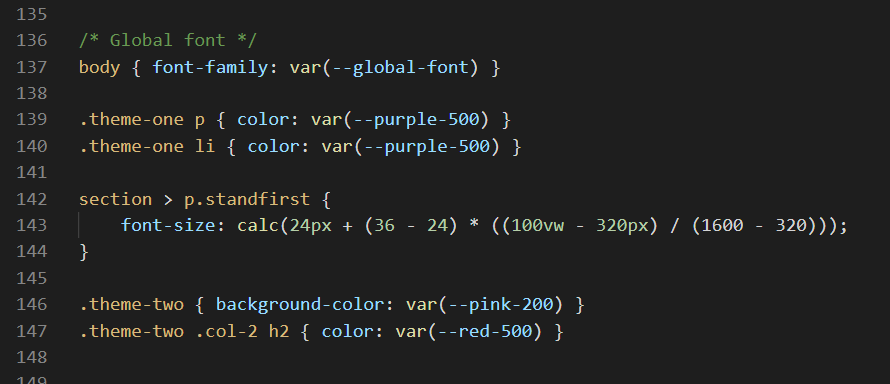 135
136 /* Global font */
137 body { font-family: var(--global-font) }
138
139 .theme-one p { color: var(--purple-500) }
140 .theme-one li { color: var(--purple-500) }
141
142 section > p.standfirst {
143     font-size: calc(24px + (36 - 24) * ((100vw - 320px) / (1600 - 320)));
144 }
145
146 .theme-two { background-color: var(--pink-200) }
147 .theme-two .col-2 h2 { color: var(--red-500) }
148
149